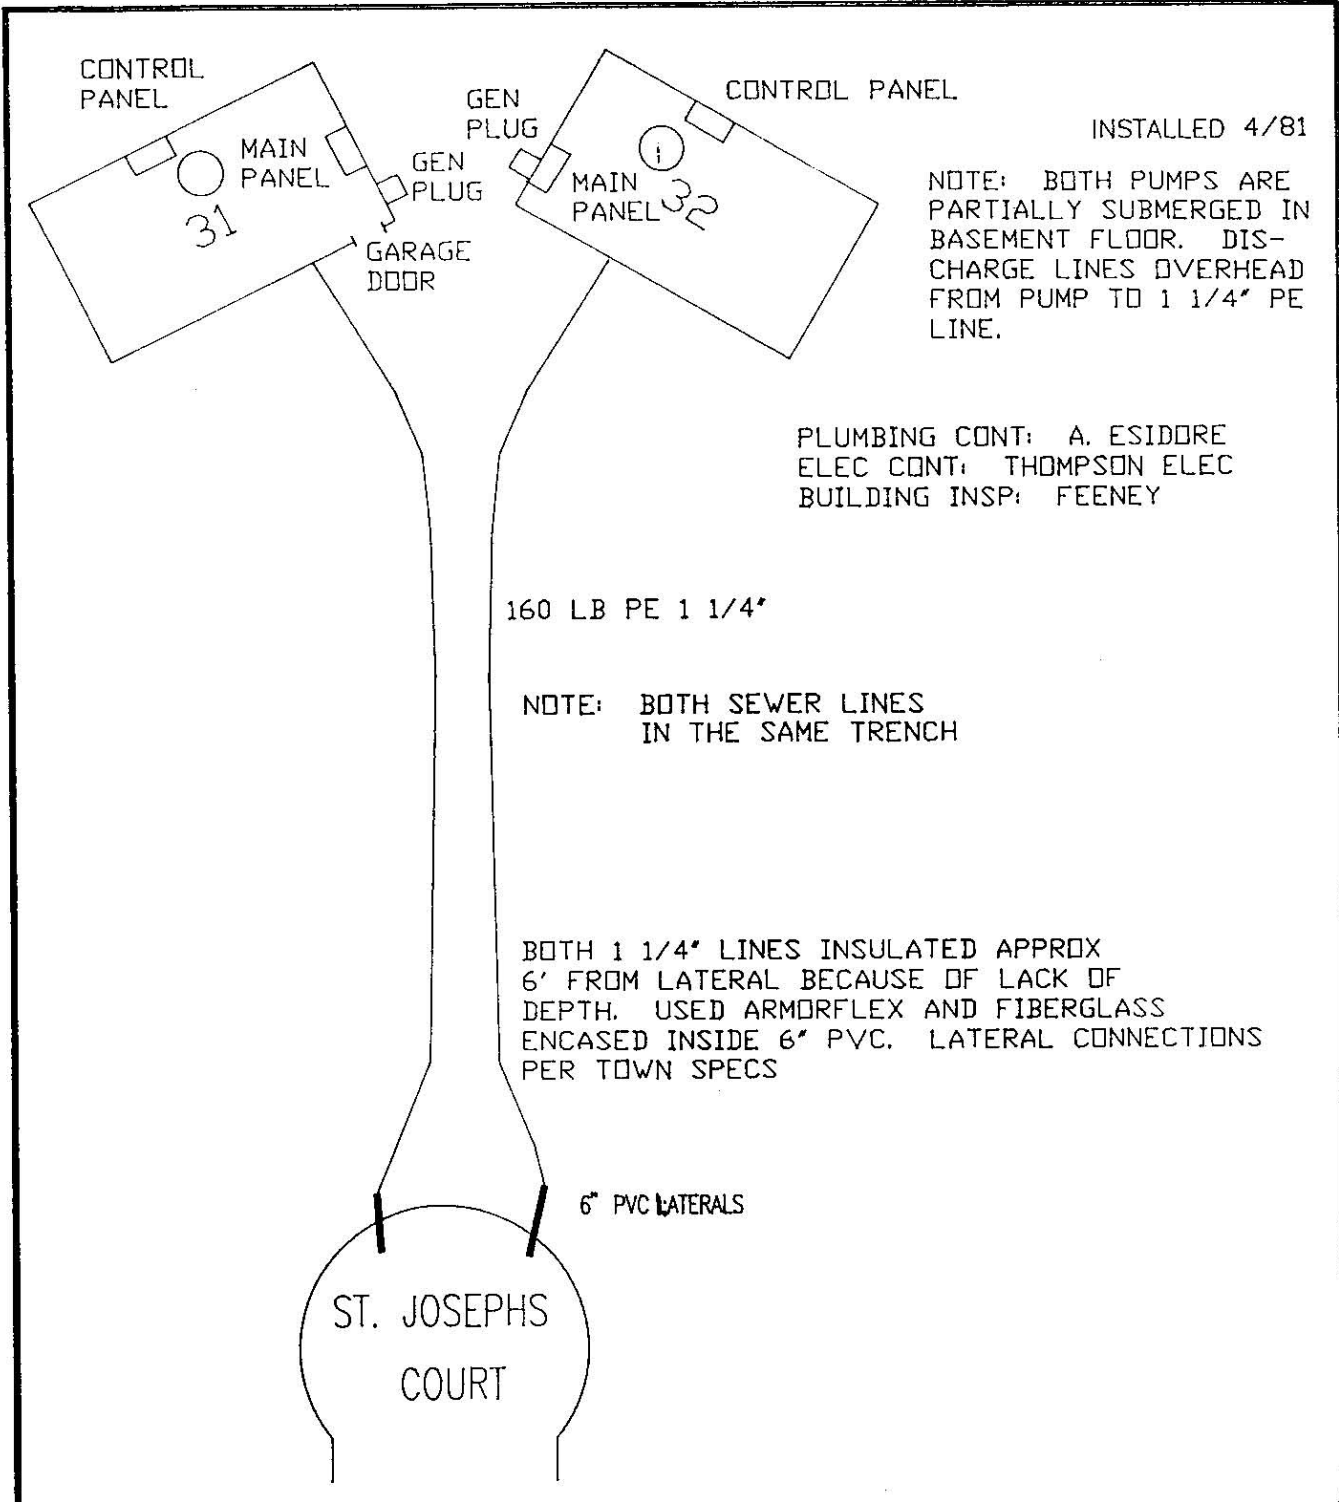 CONTROL
PANEL
MAIN
PANEL
31
GEN
PLUG
GARAGE
DOOR
GEN
PLUG
CONTROL PANEL
MAIN
PANEL
32
INSTALLED 4/81
NOTE: BOTH PUMPS ARE
PARTIALLY SUBMERGED IN
BASEMENT FLOOR. DIS-
CHARGE LINES OVERHEAD
FROM PUMP TO 1 1/4" PE
LINE.
PLUMBING CONT: A. ESIDORE
ELEC CONT: THOMPSON ELEC
BUILDING INSP: FEENEY
160 LB PE 1 1/4"
NOTE: BOTH SEWER LINES
IN THE SAME TRENCH
BOTH 1 1/4" LINES INSULATED APPROX
6' FROM LATERAL BECAUSE OF LACK OF
DEPTH. USED ARMORFLEX AND FIBERGLASS
ENCASED INSIDE 6" PVC. LATERAL CONNECTIONS
PER TOWN SPECS
6" PVC LATERALS
ST. JOSEPHS
COURT